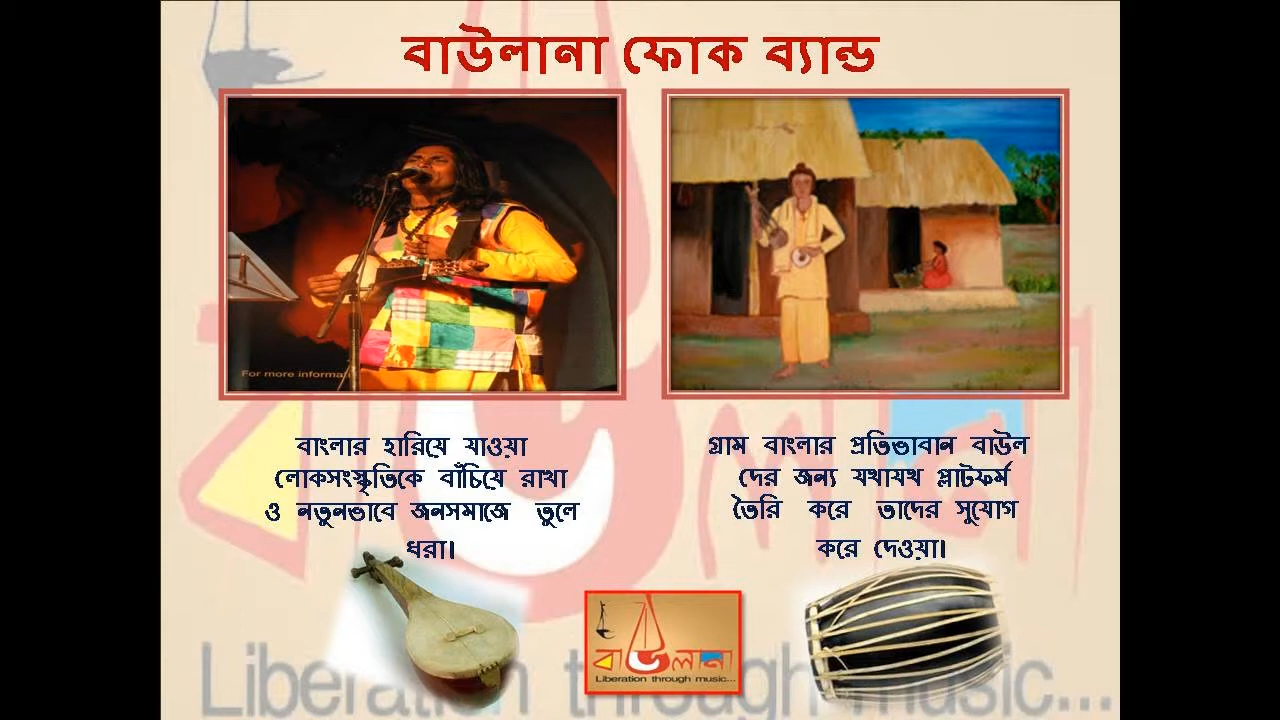 বাউলানা ফোক ব্যান্ড
For more informa
বাংলার হারিয়ে যাওয়া
লোকসংস্কৃতিকে বাঁচিয়ে রাখা
ও নতুনভাবে জনসমাজে তুলে
ধরা।
গ্রাম বাংলার প্রতিভাবান বাউল
দের জন্য যথাযথ প্লাটফর্ম
তৈরি করে তাদের সুযোগ
করে দেওয়া।
বাউলানা
Liberation through music...
বাউলানা
Liberation through music...